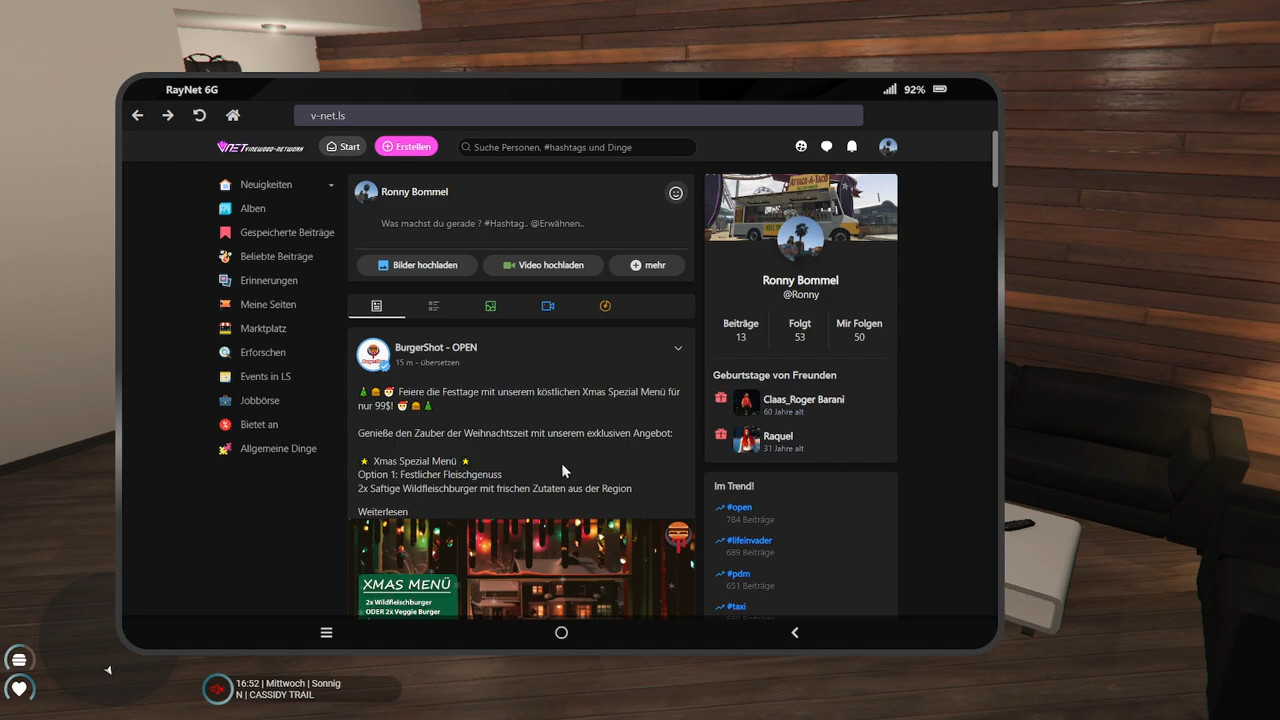 RayNet 6G
92%
v-net.ls
VNET VINEWOOD-NETWORK
Start
Erstellen
Suche Personen, #hashtags und Dinge
Neuigkeiten
Alben
Gespeicherte Beiträge
Beliebte Beiträge
Erinnerungen
Meine Seiten
Marktplatz
Erforschen
Events in LS
Jobbörse
Bietet an
Allgemeine Dinge
Ronny Bommel
Was machst du gerade ? #Hashtag.. @Erwähnen..
Bilder hochladen
Video hochladen
mehr
BurgerShot - OPEN
15 m - übersetzen
🎄 🍔 🎅 Feiere die Festtage mit unserem köstlichen Xmas Spezial Menü für
nur 99$! 🎅 🍔 🎄
Genieße den Zauber der Weihnachtszeit mit unserem exklusiven Angebot:
⭐ Xmas Spezial Menü ⭐
Option 1: Festlicher Fleischgenuss
2x Saftige Wildfleischburger mit frischen Zutaten aus der Region
Weiterlesen
XMAS MENÜ
2x Wildfleischburger
ODER 2x Veggie Burger
ATTACK-A-TACO
Ronny Bommel
@Ronny
Beiträge
13
Folgt
53
Mir Folgen
50
Geburtstage von Freunden
Claas_Roger Barani
60 Jahre alt
Raquel
31 Jahre alt
Im Trend!
#open
784 Beiträge
#lifeinvader
689 Beiträge
#pdm
651 Beiträge
#taxi
16:52 | Mittwoch | Sonnig
N | CASSIDY TRAIL